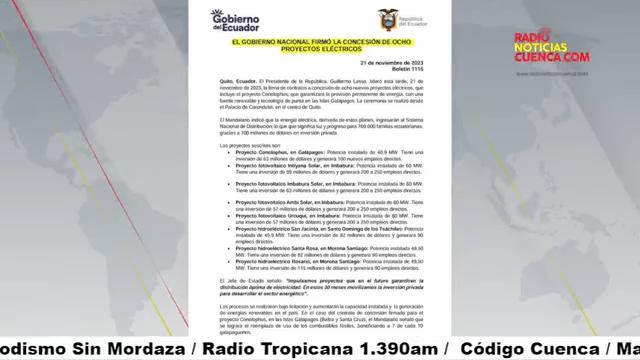 Gobierno
del Ecuador
República
del Ecuador
RADIO
NOTICIAS
CUENCA.COM
EL GOBIERNO NACIONAL FIRMÓ LA CONCESIÓN DE OCHO
PROYECTOS ELÉCTRICOS
21 de noviembre de 2023
Boletín 1115
Quito, Ecuador. El Presidente de la República, Guillermo Lasso, lideró esta tarde, 21 de
noviembre de 2023, la firma de contratos a concesión de ocho nuevos proyectos eléctricos, que
incluye el proyecto Conolophus, que garantizará la provisión permanente de energía, con una
fuente renovable y tecnología de punta en las Islas Galápagos. La ceremonia se realizó desde
el Palacio de Carondelet, en el centro de Quito.
El Mandatario indicó que la energía eléctrica, derivada de estos planes, ingresarán al Sistema
Nacional de Distribución; lo que significa luz y progreso para 700.000 familias ecuatorianas,
gracias a 700 millones de dólares en inversión privada.
Los proyectos suscritos son:
• Proyecto Conolophus, en Galápagos: Potencia instalada de 40,9 MW. Tiene una
inversión de 63 millones de dólares y generará 100 nuevos empleos directos.
• Proyecto fotovoltaico Intiyana Solar, en Imbabura: Potencia instalada de 60 MW.
Tiene una inversión de 59 millones de dólares y generará 200 a 250 empleos directos.
• Proyecto fotovoltaico Imbabura Solar, en Imbabura: Potencia instalada de 60 MW.
Tiene una inversión de 63 millones de dólares y generará 200 a 250 empleos directos.
• Proyecto fotovoltaico Ambi Solar, en Imbabura: Potencia instalada de 60 MW. Tiene
una inversión de 57 millones de dólares y generará 200 a 250 empleos directos.
• Proyecto fotovoltaico Urcuquí, en Imbabura: Potencia instalada de 60 MW. Tiene
una inversión de 57 millones de dólares y generará 200 a 250 empleos directos.
• Proyecto hidroeléctrico San Jacinto, en Santo Domingo de los Tsáchilas: Potencia
instalada de 49,9 MW. Tiene una inversión de 82 millones de dólares y generará 90
empleos directos.
• Proyecto hidroeléctrico Santa Rosa, en Morona Santiago: Potencia instalada 49,50
MW. Tiene una inversión de 82 millones de dólares y generará 90 empleos directos.
• Proyecto hidroeléctrico Rosario, en Morona Santiago: Potencia instalada de 49,50
MW. Tiene una inversión de 115 millones de dólares y generará 90 empleos directos.
El Jefe de Estado señaló: "Impulsamos proyectos que en el futuro garanticen la
distribución óptima de electricidad. En estos 30 meses movilizamos la inversión privada
para desarrollar el sector energético".
Los procesos se realizaron bajo licitación y aumentarán la capacidad instalada y la generación
de energías renovables en el país. En el caso del contrato de concesión firmado para el
proyecto Conolophus, en las Islas Galápagos (Baltra y Santa Cruz), el Mandatario señaló que
se logrará el reemplazo de uso de los combustibles fósiles, beneficiando a 7 de cada 10
galapagueños.
odismo Sin Mordaza / Radio Tropicana 1.390am / Código Cuenca / Ma